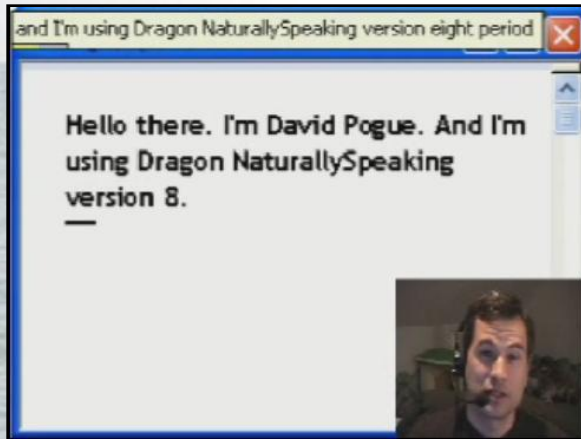 and I'm using Dragon NaturallySpeaking version eight period
Hello there. I'm David Pogue. And I'm
using Dragon NaturallySpeaking
version 8.